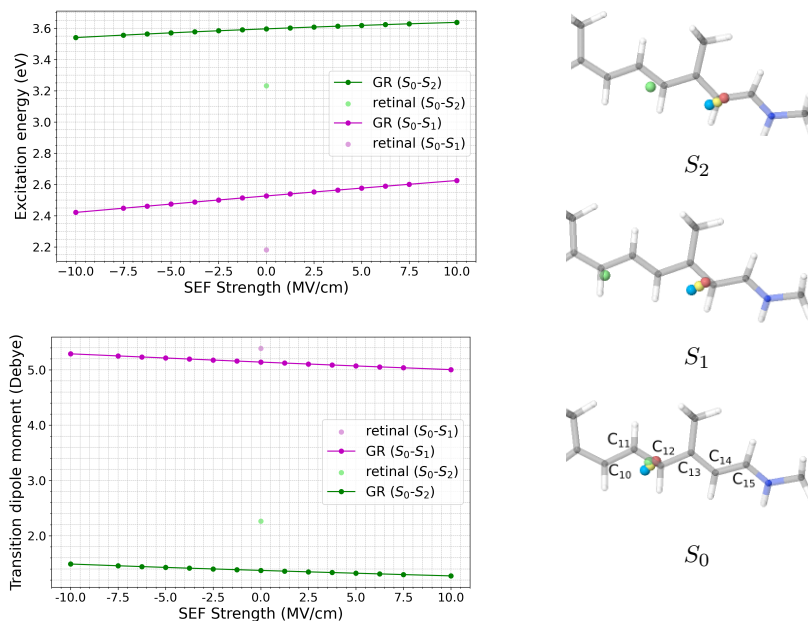 Excitation energy (eV)
3.6
3.4
3.2
3.0
2.8
2.6
2.4
2.2
GR (S₀-S₂)
retinal (S₀-S₂)
GR (S₀-S₁)
retinal (S₀-S₁)
−10.0 −7.5 −5.0 −2.5 0.0 2.5 5.0 7.5 10.0
SEF Strength (MV/cm)
Transition dipole moment (Debye)
5.0
4.0
3.0
2.0
retinal (S₀-S₁)
GR (S₀-S₁)
retinal (S₀-S₂)
GR (S₀-S₂)
-10.0 -7.5 -5.0 -2.5 0.0 2.5 5.0 7.5 10.0
SEF Strength (MV/cm)
S₂
S₁
C₁₁ C₁₂ C₁₄
C₁₀ C₁₃ C₁₅
S₀